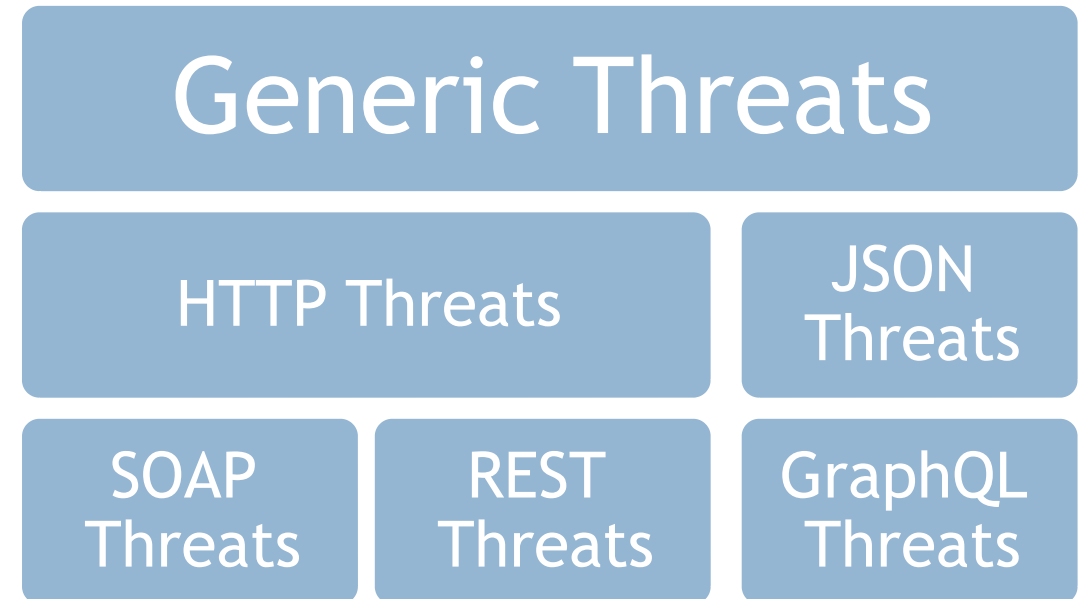 Generic Threats
HTTP Threats
JSON
Threats
SOAP
Threats
REST
Threats
GraphQL
Threats